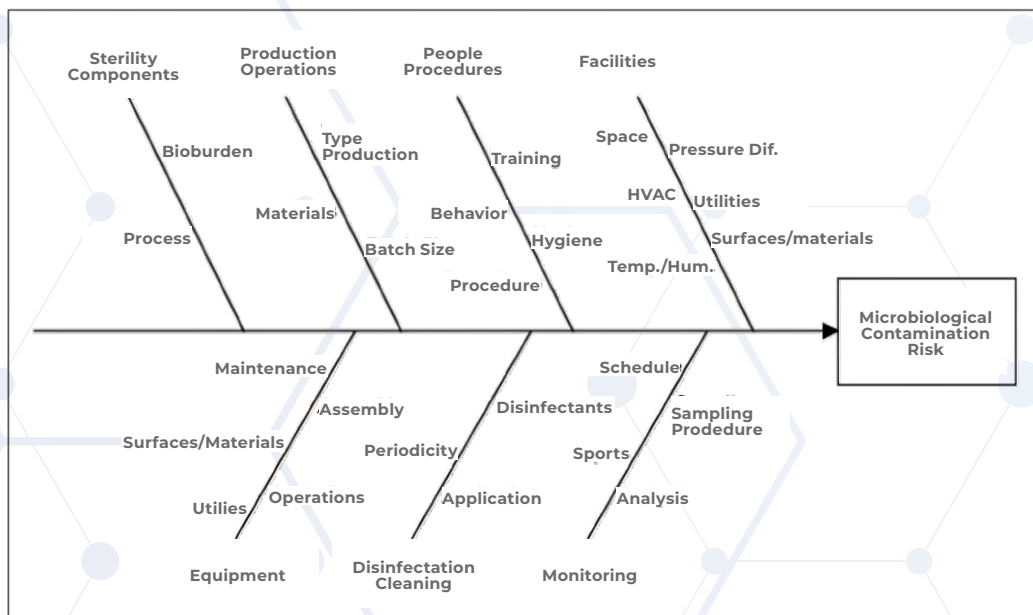 Sterility
Components
Production
Operations
People
Procedures
Facilities
Bioburden
Process
Type
Production
Materials
Batch Size
Training
Behavior
Hygiene
Procedure
Space
Pressure Dif.
HVAC
Utilities
Surfaces/materials
Temp./Hum.
Microbiological
Contamination
Risk
Maintenance
Assembly
Surfaces/Materials
Operations
Utilies
Equipment
Disinfectants
Periodicity
Application
Disinfectation
Cleaning
Schedule
Sampling
Prodedure
Sports
Analysis
Monitoring